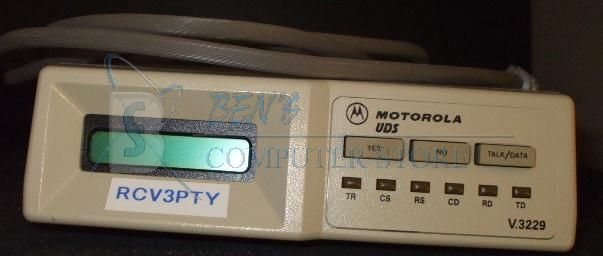 BEN'S
COMPUTER STORE
MOTOROLA
UDS
YES NO TALK/DATA
TR CS RS CD RD TD
RCV3PTY
V.3229